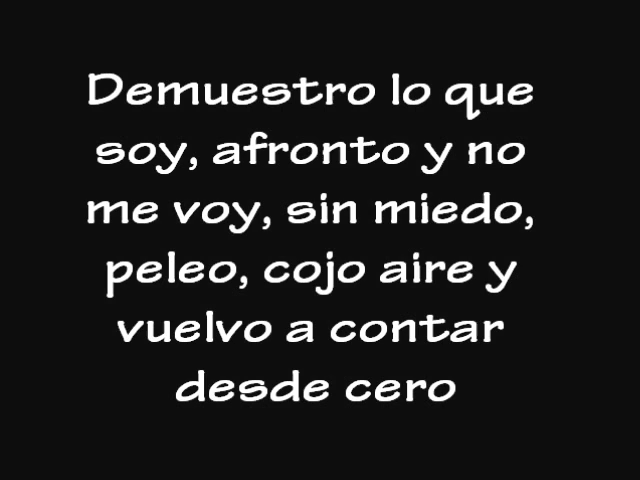 Demuestro lo que
soy, afronto y no
me voy, sin miedo,
peleo, cojo aire y
vuelvo a contar
desde cero